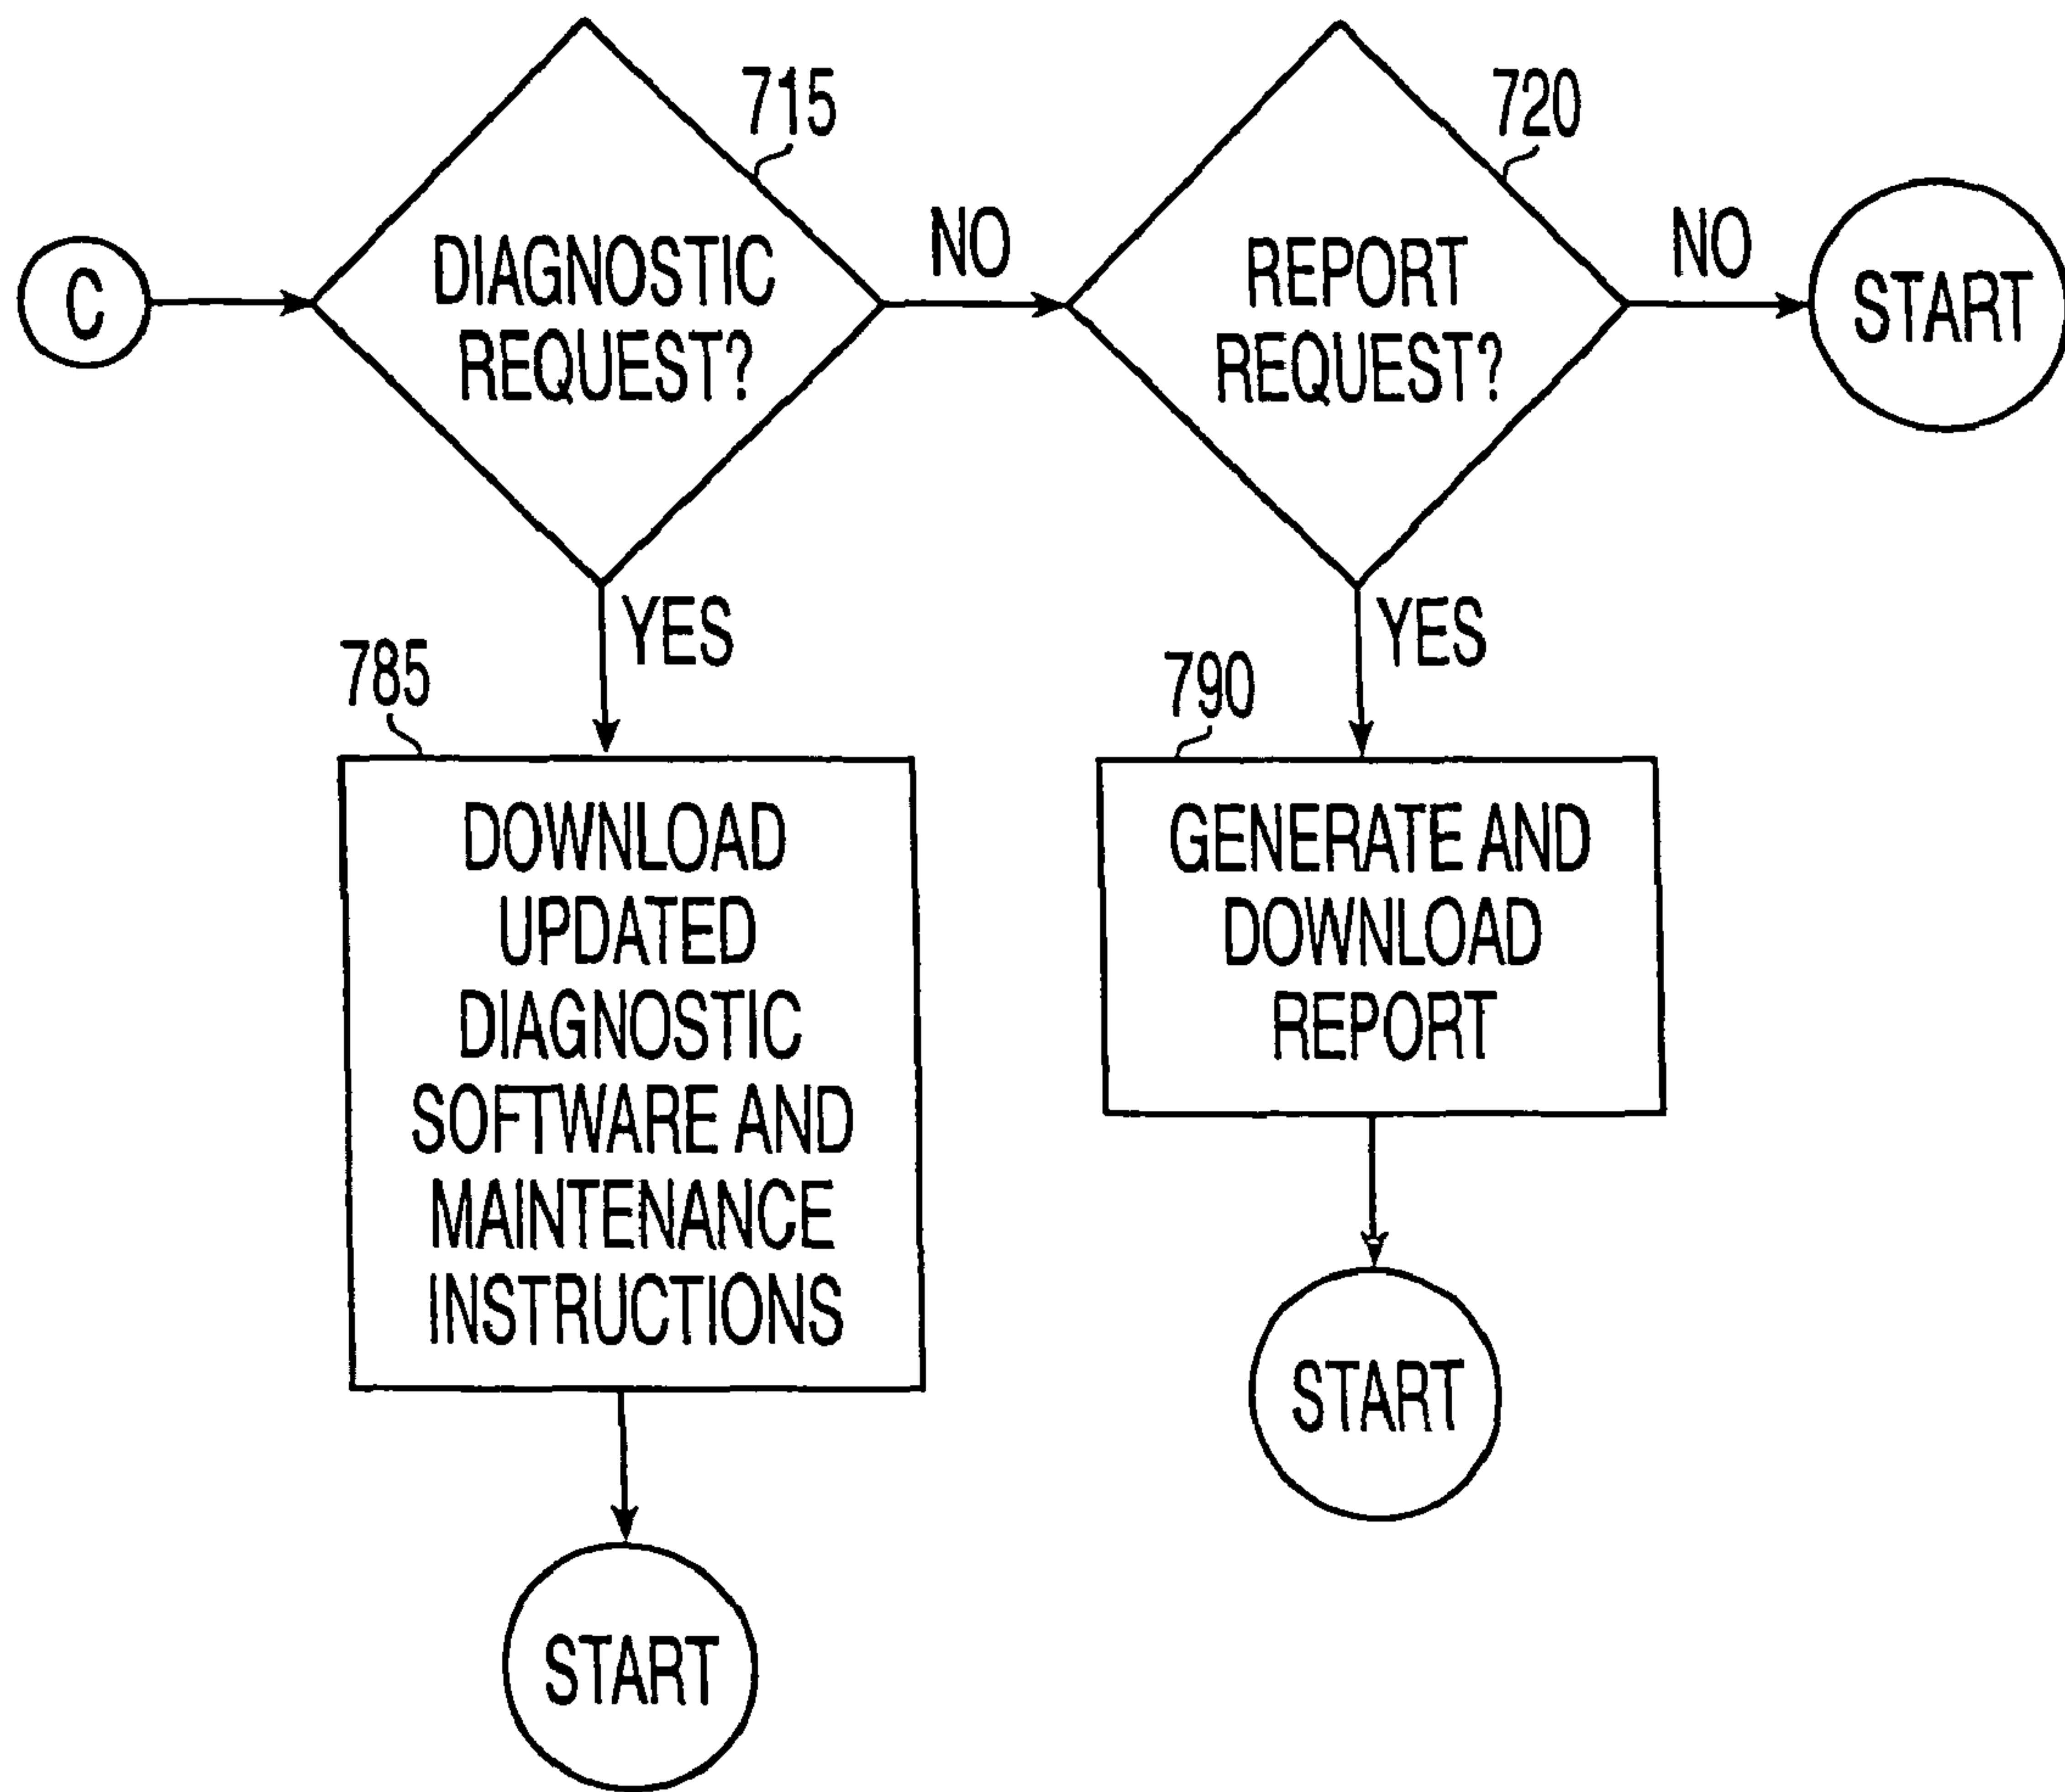 715
720
C
DIAGNOSTIC
REQUEST?
NO
REPORT
REQUEST?
NO
START
YES
YES
785
790
DOWNLOAD
UPDATED
DIAGNOSTIC
SOFTWARE AND
MAINTENANCE
INSTRUCTIONS
GENERATE AND
DOWNLOAD
REPORT
START
START